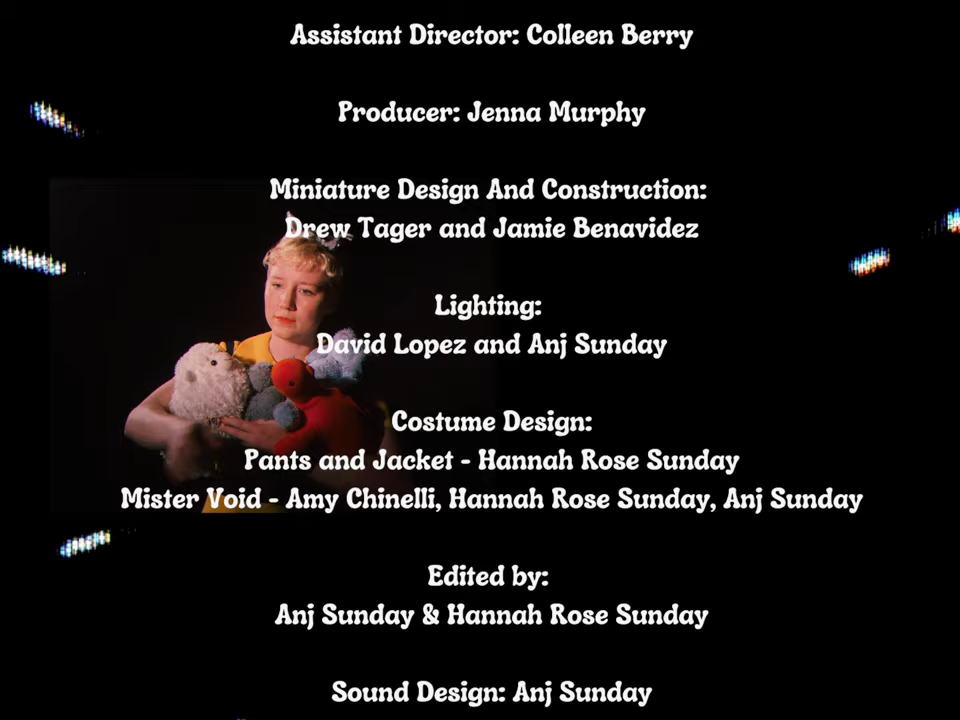 Assistant Director: Colleen Berry
Producer: Jenna Murphy
Miniature Design And Construction:
Drew Tager and Jamie Benavidez
Lighting:
David Lopez and Anj Sunday
Costume Design:
Pants and Jacket - Hannah Rose Sunday
Mister Void - Amy Chinelli, Hannah Rose Sunday, Anj Sunday
Edited by:
Anj Sunday & Hannah Rose Sunday
Sound Design: Anj Sunday